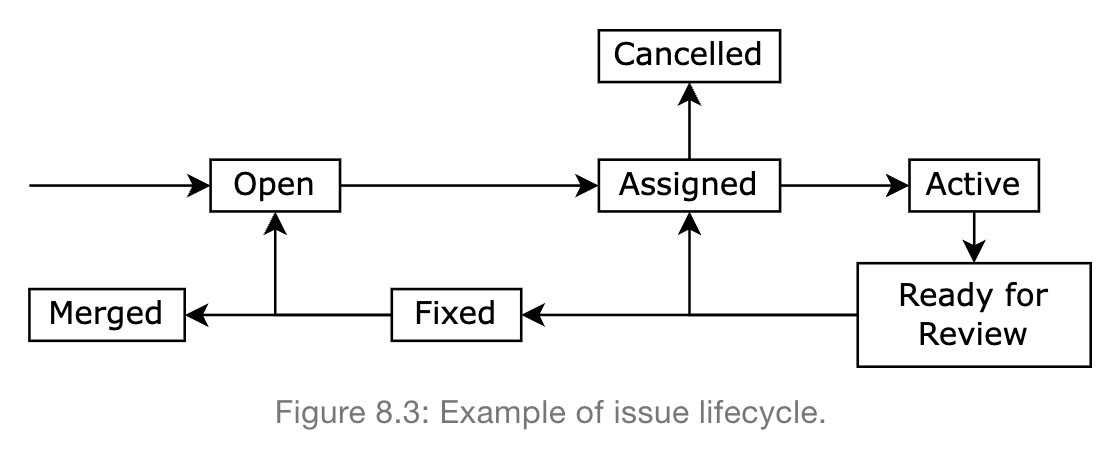 Cancelled
Open
Assigned
Active
Merged
Fixed
Ready for
Review
Figure 8.3: Example of issue lifecycle.